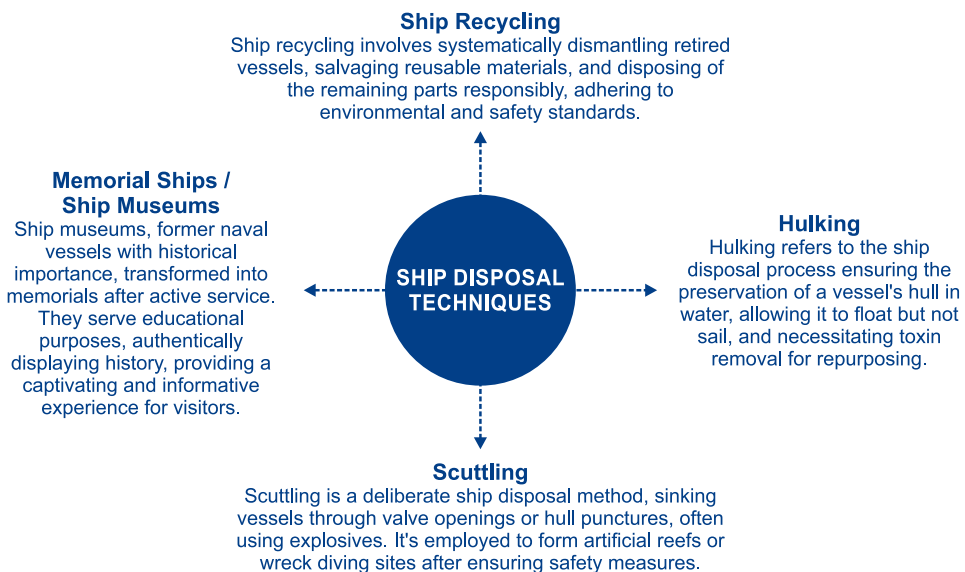 Ship Recycling
Ship recycling involves systematically dismantling retired
vessels, salvaging reusable materials, and disposing of
the remaining parts responsibly, adhering to
environmental and safety standards.
Memorial Ships /
Ship Museums
Ship museums, former naval
vessels with historical
importance, transformed into
memorials after active service.
They serve educational
purposes, authentically
displaying history, providing a
captivating and informative
experience for visitors.
SHIP DISPOSAL
TECHNIQUES
Hulking
Hulking refers to the ship
disposal process ensuring the
preservation of a vessel's hull in
water, allowing it to float but not
sail, and necessitating toxin
removal for repurposing.
Scuttling
Scuttling is a deliberate ship disposal method, sinking
vessels through valve openings or hull punctures, often
using explosives. It's employed to form artificial reefs or
wreck diving sites after ensuring safety measures.